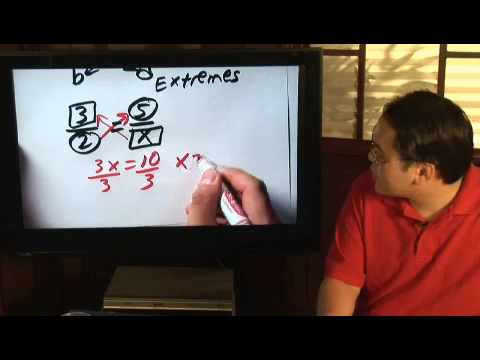 Extremes
3 5
— = —
2 x
3x = 10 x
3 3